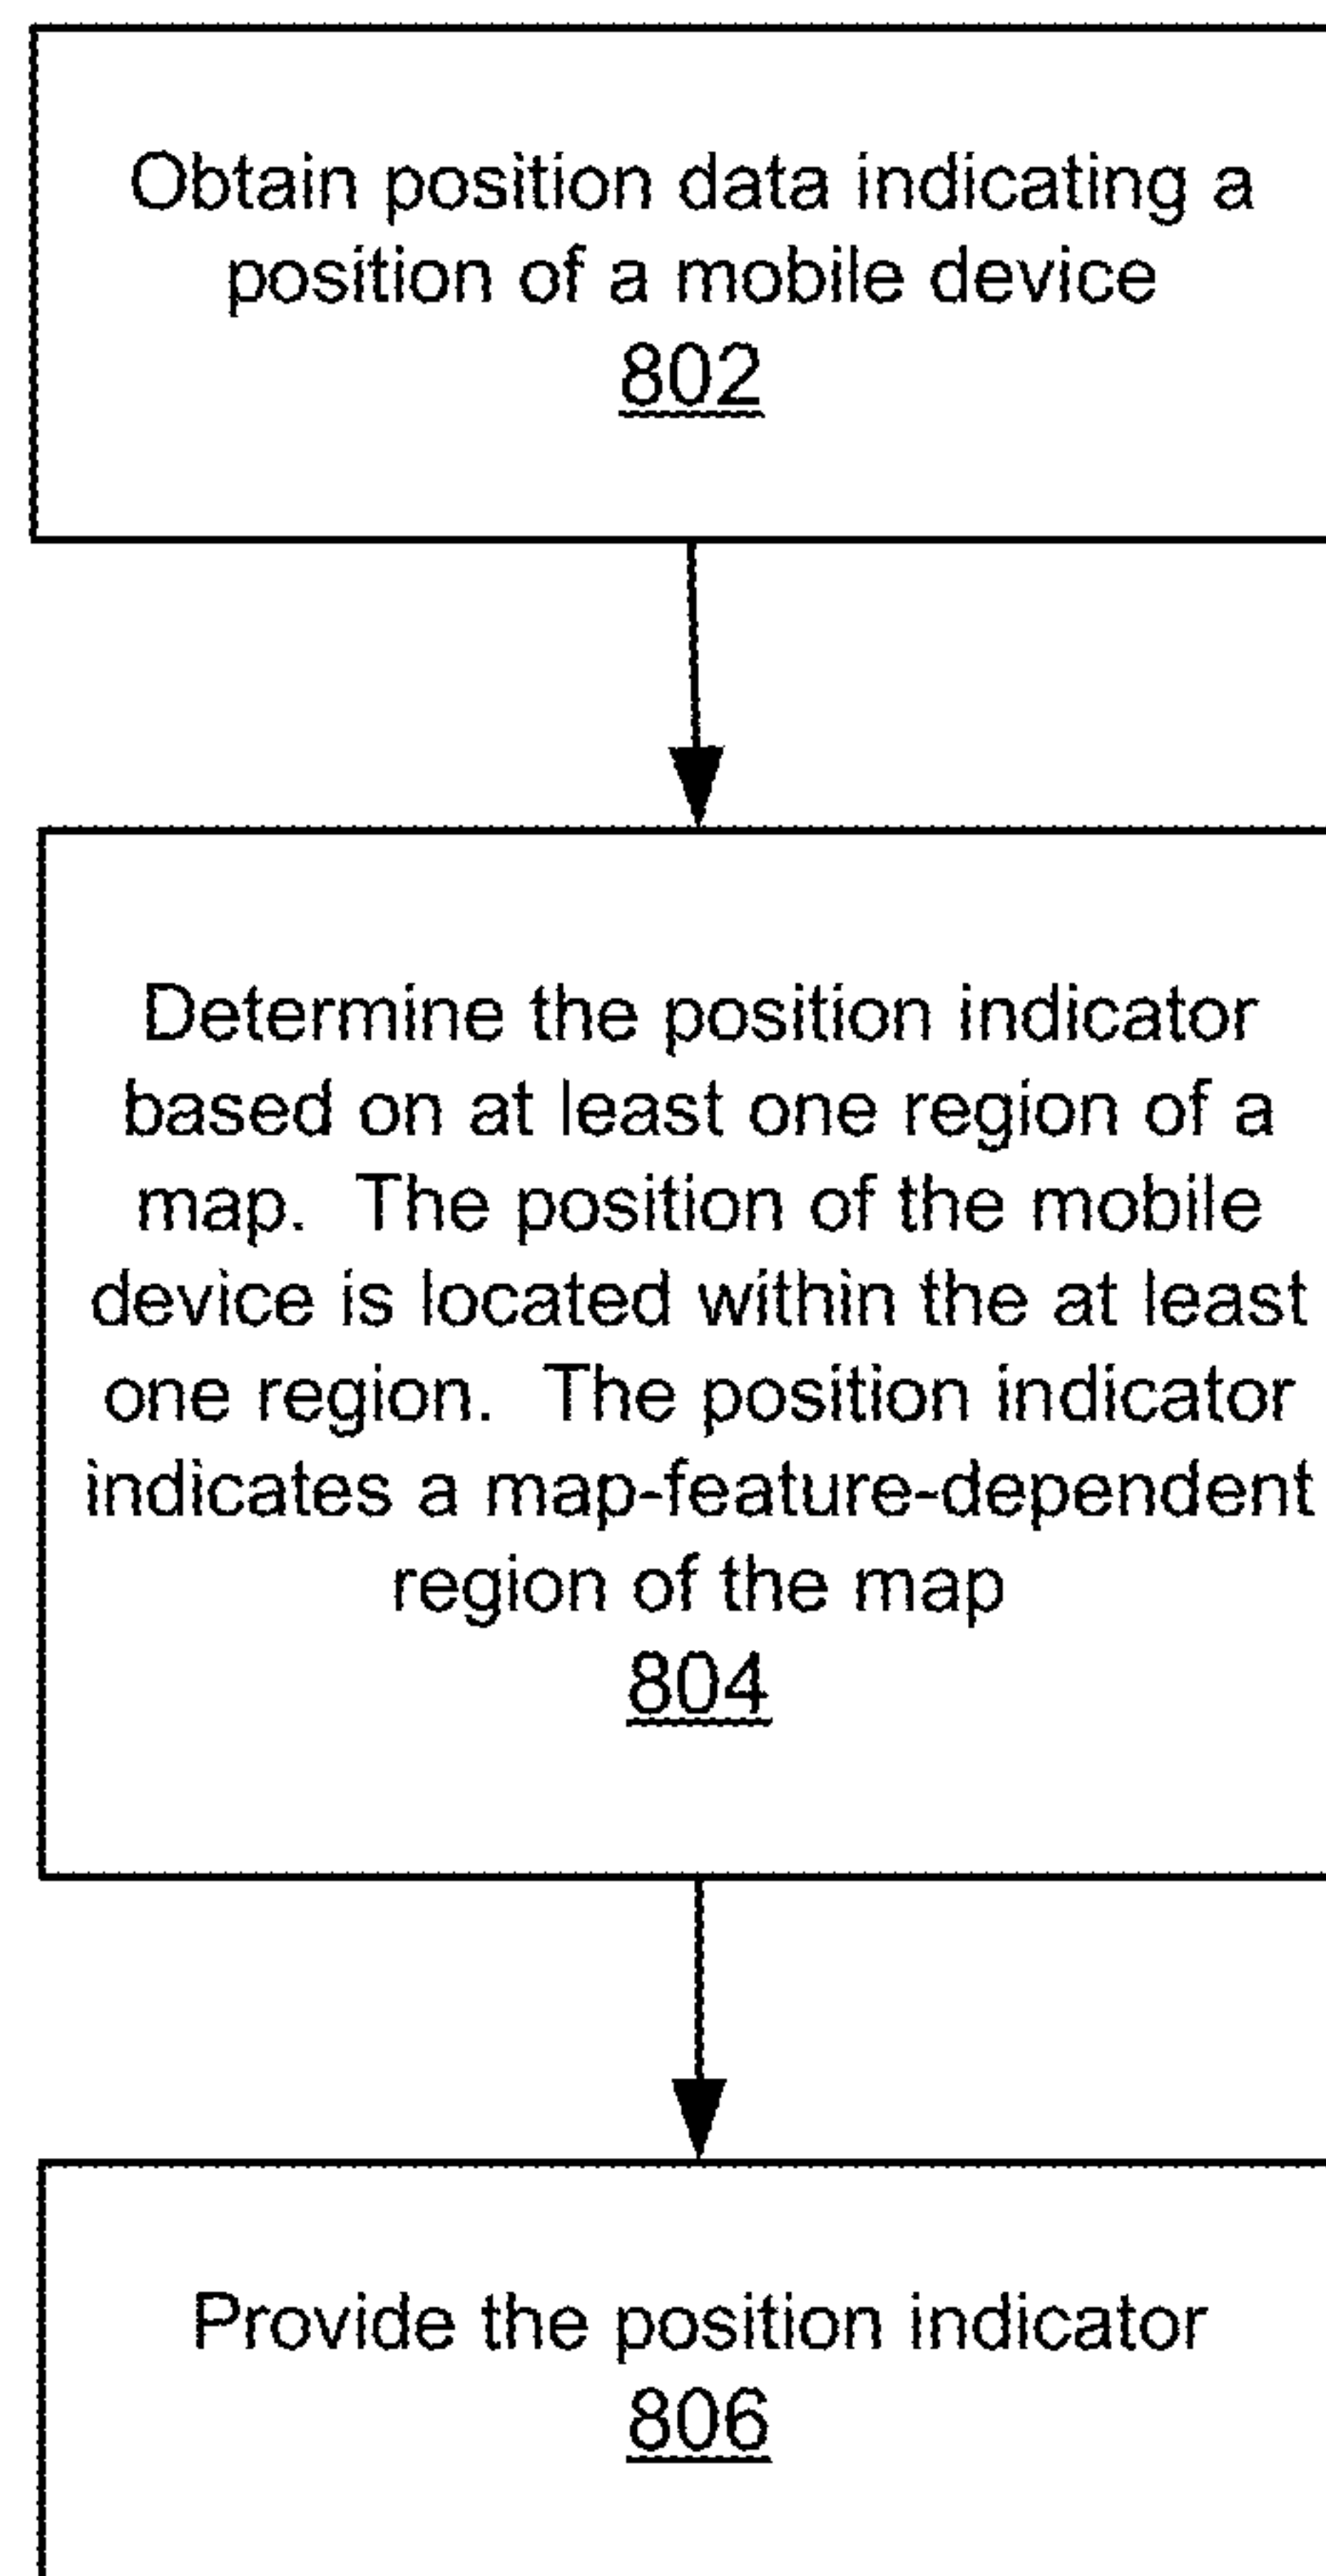 Obtain position data indicating a
position of a mobile device
802
Determine the position indicator
based on at least one region of a
map.  The position of the mobile
device is located within the at least
one region.  The position indicator
indicates a map-feature-dependent
region of the map
804
Provide the position indicator
806